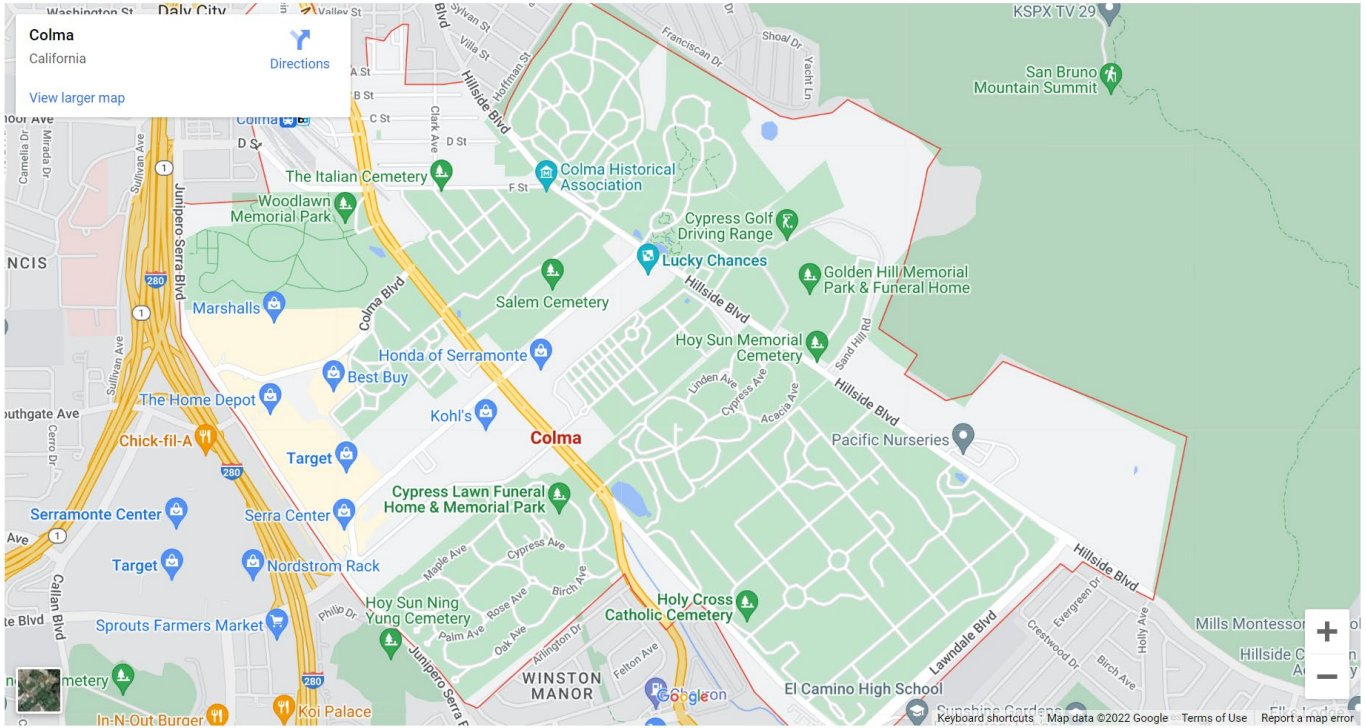 Washington St
Daly City
Valley St
Colma
California
Directions
View larger map
Sylvan St
Villa St
Hoffman St
Hillside Blvd
Franciscan Dr
Shoal Dr
Yacht Ln
KSPX TV 29
San Bruno
Mountain Summit
A St
B St
C St
D St
D St
Clark Ave
F St
Colma
Camelia Dr
Mirada Dr
Sullivan Ave
1
Junipero Serra Blvd
The Italian Cemetery
Woodlawn
Memorial Park
Colma Historical
Association
Cypress Golf
Driving Range
Lucky Chances
Golden Hill Memorial
Park & Funeral Home
Salem Cemetery
Hillside Blvd
280
1
Marshalls
Colma Blvd
Honda of Serramonte
Best Buy
Hoy Sun Memorial
Cemetery
Sand Hill Rd
Linden Ave
Cypress Ave
Acacia Ave
Hillside Blvd
Sullivan Ave
The Home Depot
Kohl's
Cerro Dr
Chick-fil-A
280
Target
Colma
Pacific Nurseries
Cypress Lawn Funeral
Home & Memorial Park
Serramonte Center
Serra Center
Ave
1
Target
Nordstrom Rack
Maple Ave
Cypress Ave
Birch Ave
Rose Ave
Palm Ave
Oak Ave
Callan Blvd
Philip Dr
Hoy Sun Ning
Yung Cemetery
Sprouts Farmers Market
Holy Cross
Catholic Cemetery
Arlington Dr
Felton Ave
WINSTON
MANOR
Junipero Serra
Hillside Blvd
Lawndale Blvd
Evergreen Dr
Crestwood Dr
Holly Ave
Birch Ave
Mills Montessori
Hillside
El Camino High School
280
In-N-Out Burger
Koi Palace
Google
Sunshine Gardens
Keyboard shortcuts
Map data ©2022 Google
Terms of Use
Report a map error